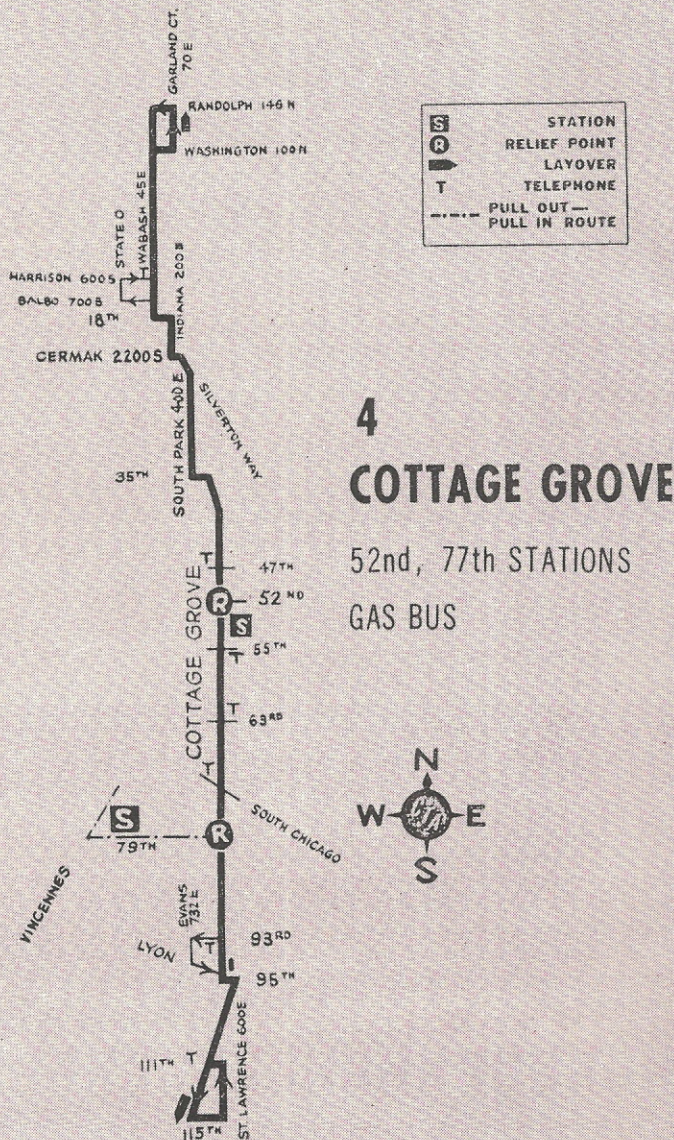 GARLAND CT.
70 E
RANDOLPH 146 N
WASHINGTON 100 N
S STATION
R RELIEF POINT
LAYOVER
T TELEPHONE
PULL OUT—
PULL IN ROUTE
STATE 0
WABASH 45 E
HARRISON 600 S
BALBO 700 S
INDIANA 200 S
18TH
CERMAK 2200 S
SOUTH PARK 400 E
SILVERTON WAY
35TH
4
COTTAGE GROVE
52nd, 77th STATIONS
GAS BUS
COTTAGE GROVE
T
47TH
R
52ND
S
55TH
T
T
63RD
T
SOUTH CHICAGO
N
W E
S
S
R
79TH
VINCENNES
EVANS
732 E
93RD
T
LYON
95TH
111TH T
ST LAWRENCE 600E
115TH